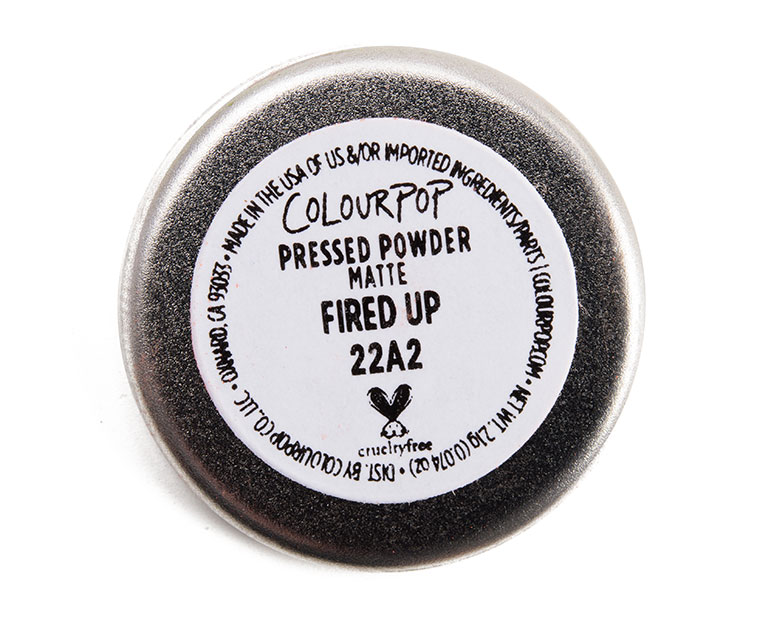 COLOURPOP
PRESSED POWDER
MATTE
FIRED UP
22A2
crueltyfree
• MADE IN THE USA OF US &/OR IMPORTED INGREDIENTS/PARTS | COLOURPOP.COM • NET WT. 2.1g (0.074 oz) • DIST. BY COLOURPOP CO., LLC • OXNARD, CA 93033